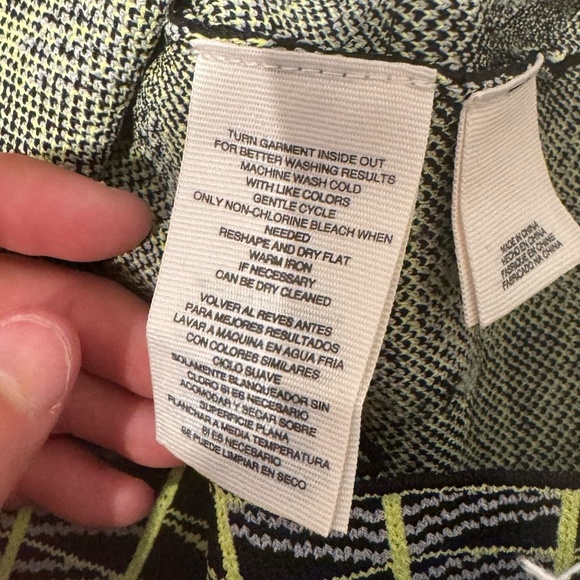 TURN GARMENT INSIDE OUT
FOR BETTER WASHING RESULTS
MACHINE WASH COLD
WITH LIKE COLORS
GENTLE CYCLE
ONLY NON-CHLORINE BLEACH WHEN
NEEDED
RESHAPE AND DRY FLAT
WARM IRON
IF NECESSARY
CAN BE DRY CLEANED
VOLVER AL REVES ANTES
PARA MEJORES RESULTADOS
LAVAR A MAQUINA EN AGUA FRIA
CON COLORES SIMILARES
CICLO SUAVE
SOLAMENTE BLANQUEADOR SIN
CLORO SI ES NECESARIO
ACOMODAR Y SECAR SOBRE
SUPERFICIE PLANA
PLANCHAR A MEDIA TEMPERATURA
SI ES NECESARIO
SE PUEDE LIMPIAR EN SECO
MADE IN CHINA
HECHO EN CHINA
FABRIQUÉ EN CHINE
FABRICADO NA CHINA